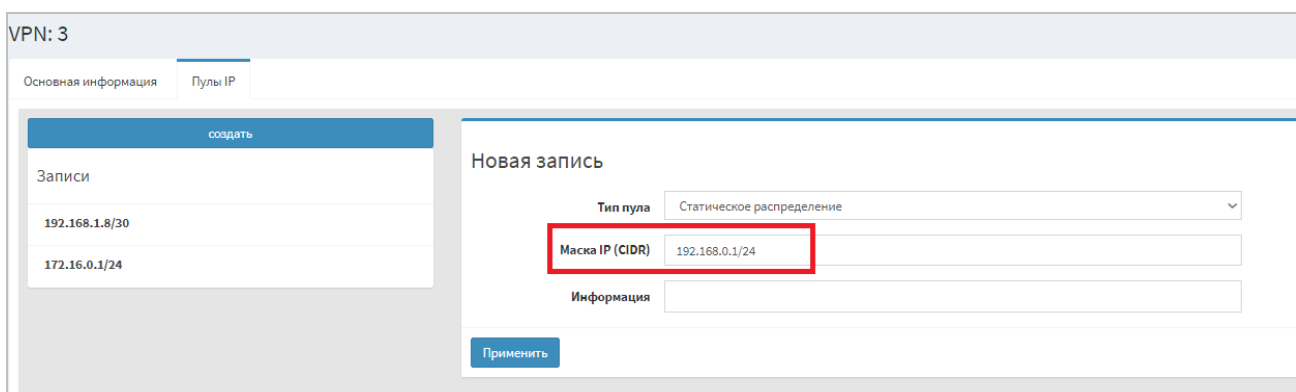 VPN: 3
Основная информация Пулы IP
создать
Записи
192.168.1.8/30
172.16.0.1/24
Новая запись
Тип пула Статическое распределение
Маска IP (CIDR) 192.168.0.1/24
Информация
Применить